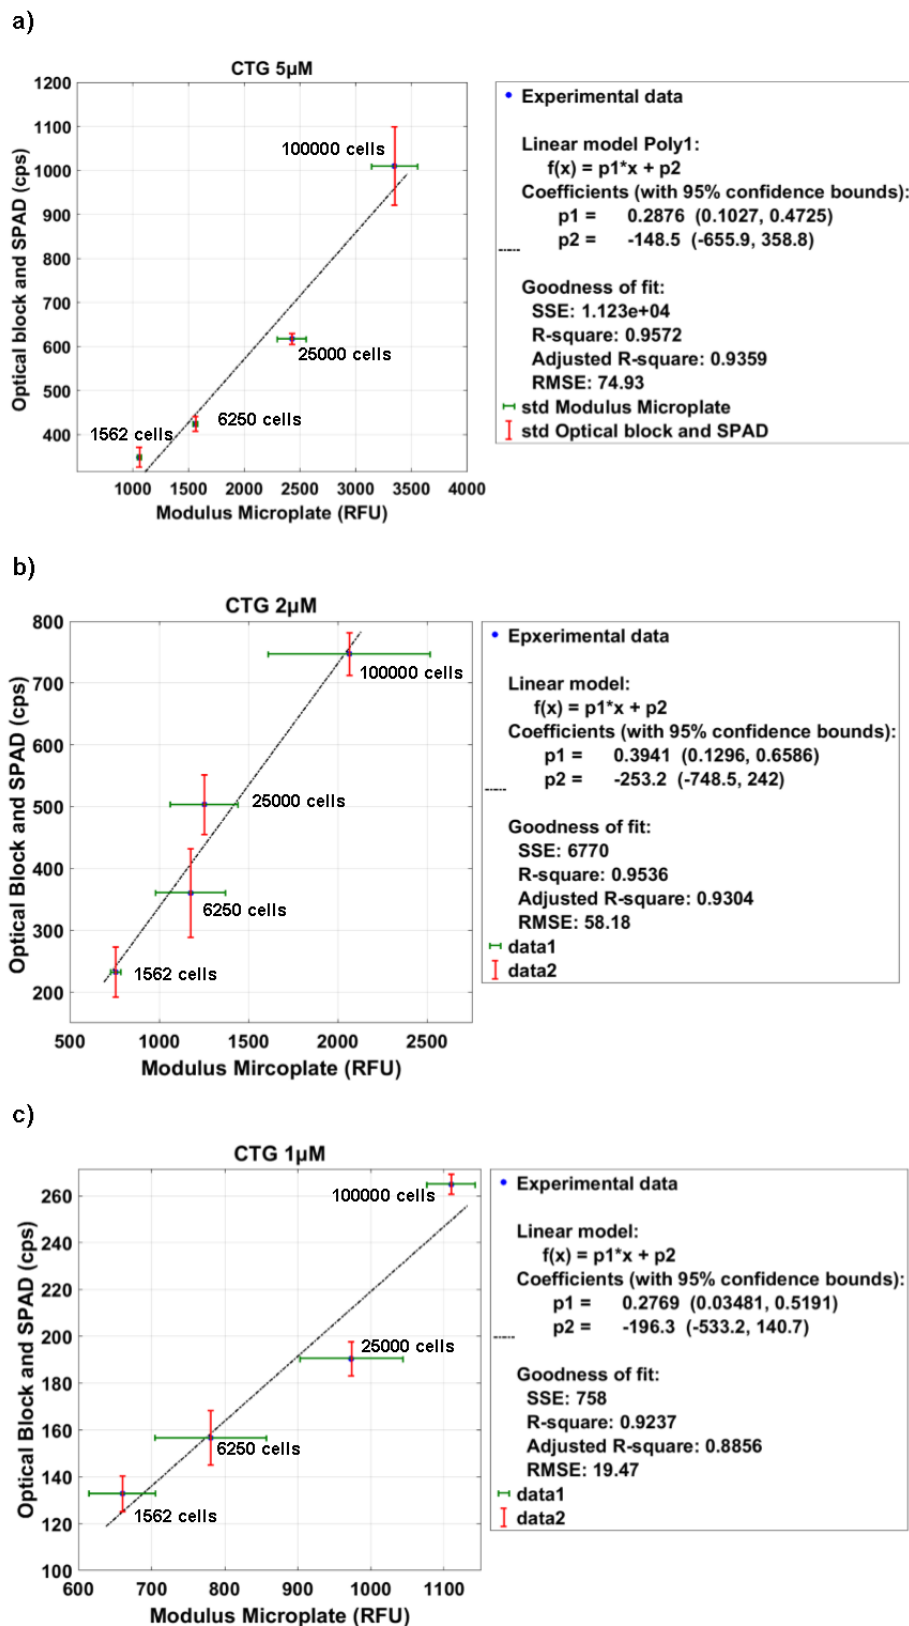 a)
CTG 5µM
1200
1100
1000
900
800
700
600
500
400
Optical block and SPAD (cps)
100000 cells
25000 cells
6250 cells
1562 cells
1000 1500 2000 2500 3000 3500 4000
Modulus Microplate (RFU)
Experimental data
Linear model Poly1:
f(x) = p1*x + p2
Coefficients (with 95% confidence bounds):
p1 = 0.2876 (0.1027, 0.4725)
p2 = -148.5 (-655.9, 358.8)
Goodness of fit:
SSE: 1.123e+04
R-square: 0.9572
Adjusted R-square: 0.9359
RMSE: 74.93
std Modulus Microplate
std Optical block and SPAD
b)
CTG 2µM
800
700
600
500
400
300
200
Optical Block and SPAD (cps)
100000 cells
25000 cells
6250 cells
1562 cells
500 1000 1500 2000 2500
Modulus Mircoplate (RFU)
Epxerimental data
Linear model:
f(x) = p1*x + p2
Coefficients (with 95% confidence bounds):
p1 = 0.3941 (0.1296, 0.6586)
p2 = -253.2 (-748.5, 242)
Goodness of fit:
SSE: 6770
R-square: 0.9536
Adjusted R-square: 0.9304
RMSE: 58.18
data1
data2
c)
CTG 1µM
260
240
220
200
180
160
140
120
100
Optical Block and SPAD (cps)
100000 cells
25000 cells
6250 cells
1562 cells
600 700 800 900 1000 1100
Modulus Microplate (RFU)
Experimental data
Linear model:
f(x) = p1*x + p2
Coefficients (with 95% confidence bounds):
p1 = 0.2769 (0.03481, 0.5191)
p2 = -196.3 (-533.2, 140.7)
Goodness of fit:
SSE: 758
R-square: 0.9237
Adjusted R-square: 0.8856
RMSE: 19.47
data1
data2